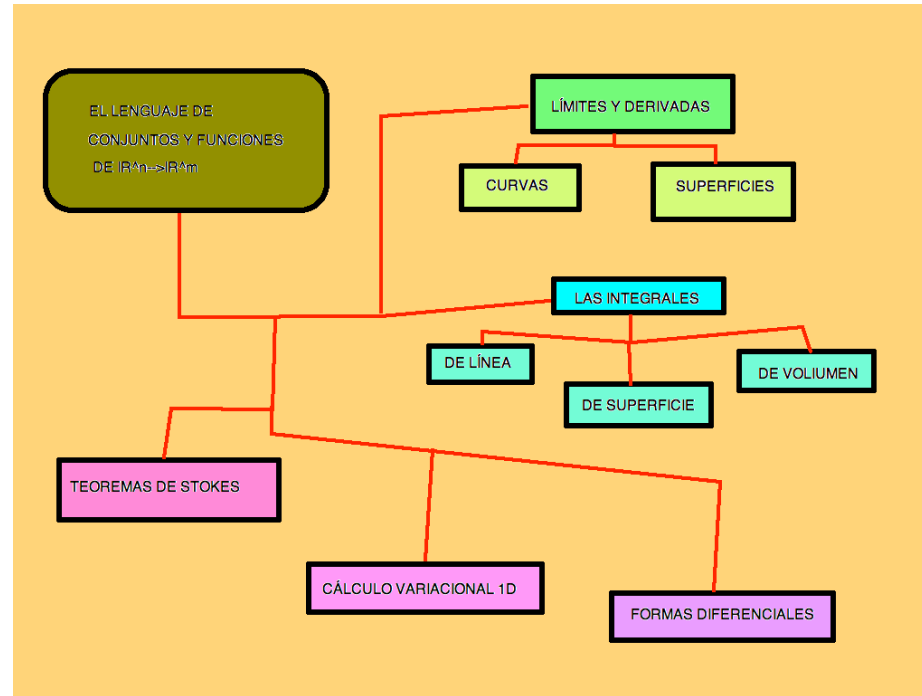 EL LENGUAJE DE
CONJUNTOS Y FUNCIONES
DE IR^n-->IR^m
LÍMITES Y DERIVADAS
CURVAS
SUPERFICIES
LAS INTEGRALES
DE LÍNEA
DE SUPERFICIE
DE VOLIUMEN
TEOREMAS DE STOKES
CÁLCULO VARIACIONAL 1D
FORMAS DIFERENCIALES